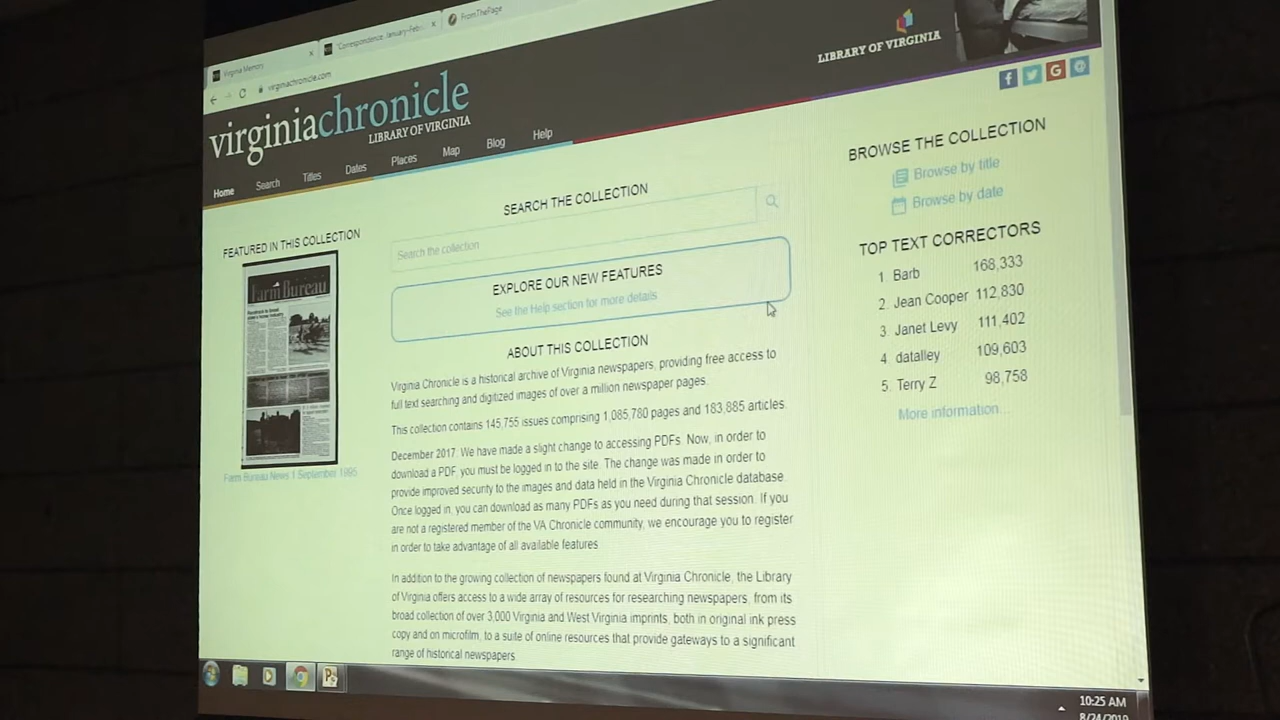 Virginia Memory
"Correspondence, January-Febr
FromThePage
virginiachronicle.com
virginiachronicle
LIBRARY OF VIRGINIA
LIBRARY OF VIRGINIA
Home Search Titles Dates Places Map Blog Help
FEATURED IN THIS COLLECTION
Farm Bureau
Farm Bureau News 1 September 1995
SEARCH THE COLLECTION
Search the collection
EXPLORE OUR NEW FEATURES
See the Help section for more details
ABOUT THIS COLLECTION
Virginia Chronicle is a historical archive of Virginia newspapers, providing free access to
full text searching and digitized images of over a million newspaper pages.
This collection contains 145,755 issues comprising 1,085,780 pages and 183,885 articles.
December 2017: We have made a slight change to accessing PDFs. Now, in order to
download a PDF, you must be logged in to the site. The change was made in order to
provide improved security to the images and data held in the Virginia Chronicle database.
Once logged in, you can download as many PDFs as you need during that session. If you
are not a registered member of the VA Chronicle community, we encourage you to register
in order to take advantage of all available features.
In addition to the growing collection of newspapers found at Virginia Chronicle, the Library
of Virginia offers access to a wide array of resources for researching newspapers, from its
broad collection of over 3,000 Virginia and West Virginia imprints, both in original ink press
copy and on microfilm, to a suite of online resources that provide gateways to a significant
range of historical newspapers.
BROWSE THE COLLECTION
Browse by title
Browse by date
TOP TEXT CORRECTORS
1. Barb 168,333
2. Jean Cooper 112,830
3. Janet Levy 111,402
4. datalley 109,603
5. Terry Z 98,758
More information...
10:25 AM
8/24/2019